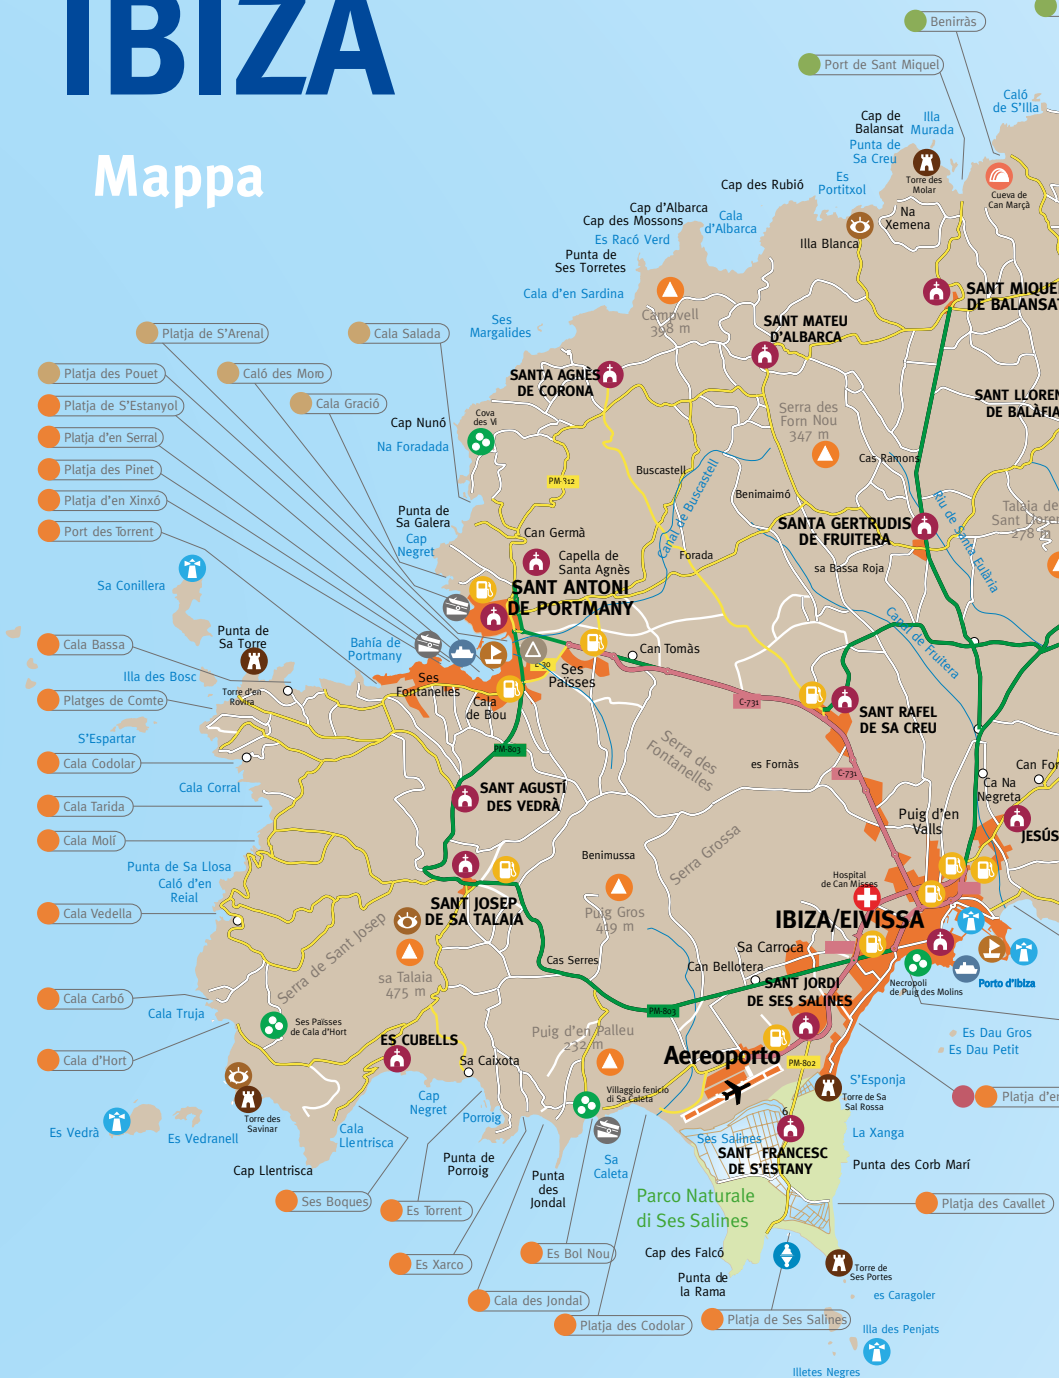 IBIZA
Mappa
Benirràs
Port de Sant Miquel
Caló
de S'Illa
Cap de
Balansat
Illa
Murada
Punta de
Sa Creu
Es
Portitxol
Torre des
Molar
Cueva de
Can Marçà
Cap des Rubió
Na
Xemena
Illa Blanca
Cap d'Albarca
Cap des Mossons
Cala
d'Albarca
Es Racó Verd
Punta de
Ses Torretes
Cala d'en Sardina
SANT MIQUE
DE BALANSAT
Campvell
398 m
SANT MATEU
D'ALBARCA
Ses
Margalides
Platja de S'Arenal
Cala Salada
Platja des Pouet
Caló des Moro
SANTA AGNÈS
DE CORONA
Platja de S'Estanyol
Cala Gració
SANT LLOREN
DE BALÀFIA
Serra des
Forn Nou
347 m
Cap Nunó
Cova
des Vi
Platja d'en Serral
Na Foradada
Platja des Pinet
Cas Ramons
Buscastell
PM-812
Benimaimó
Canal de Buscastell
Riu de Santa Eulària
Platja d'en Xinxó
Talaia de
Sant Lloren
278 m
Punta de
Sa Galera
Port des Torrent
Can Germà
SANTA GERTRUDIS
DE FRUITERA
Cap
Negret
Capella de
Santa Agnès
Forada
sa Bassa Roja
Sa Conillera
SANT ANTONI
DE PORTMANY
Canal de Fruitera
Punta de
Sa Torre
Cala Bassa
Bahía de
Portmany
Can Tomàs
E-30
Ses
Païsses
Illa des Bosc
Torre d'en
Rovira
Ses
Fontanelles
Platges de Comte
Cala
de Bou
C-731
SANT RAFEL
DE SA CREU
S'Espartar
PM-803
Serra des
Fontanelles
Cala Codolar
es Fornàs
C-731
Can For
Cala Corral
Ca Na
Negreta
SANT AGUSTÍ
DES VEDRÀ
Cala Tarida
Puig d'en
Valls
JESÚS
Cala Molí
Serra Grossa
Benimussa
Punta de Sa Llosa
Caló d'en
Reial
Hospital
de Can Misses
Cala Vedella
SANT JOSEP
DE SA TALAIA
Puig Gros
419 m
IBIZA/EIVISSA
Serra de Sant Josep
Sa Carroca
Cas Serres
Can Bellotera
sa Talaia
475 m
SANT JORDI
DE SES SALINES
Necropoli
de Puig des Molins
Porto d'Ibiza
Cala Carbó
Cala Truja
PM-803
Ses Païsses
de Cala d'Hort
Puig d'en Palleu
232 m
Es Dau Gros
Es Dau Petit
ES CUBELLS
Cala d'Hort
Sa Caixota
Aereoporto
PM-802
S'Esponja
Villaggio fenicio
di Sa Caleta
Torre de Sa
Sal Rossa
Platja d'en
Cap
Negret
Torre des
Savinar
Porroig
6
Es Vedrà
Es Vedranell
Cala
Llentrisca
Ses Salines
La Xanga
SANT FRANCESC
DE S'ESTANY
Punta de
Porroig
Cap Llentrisca
Sa
Caleta
Punta
des
Jondal
Punta des Corb Marí
Ses Boques
Es Torrent
Parco Naturale
di Ses Salines
Platja des Cavallet
Es Xarco
Es Bol Nou
Cap des Falcó
Torre de
Ses Portes
Punta de
la Rama
es Caragoler
Cala des Jondal
Platja des Codolar
Platja de Ses Salines
Illa des Penjats
Illetes Negres